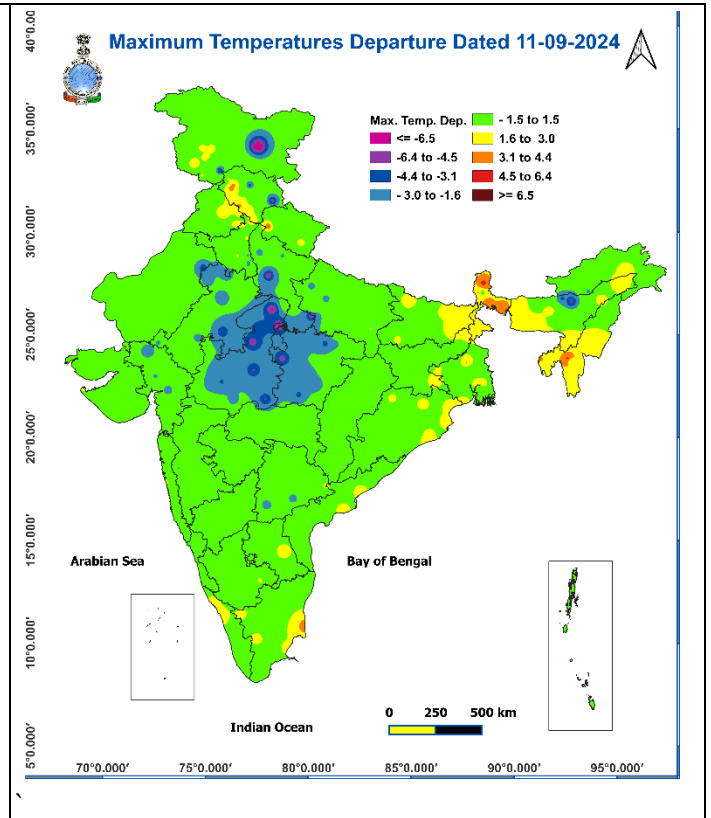 Maximum Temperatures Departure Dated 11-09-2024
Max. Temp. Dep.
<= -6.5
-6.4 to -4.5
-4.4 to -3.1
- 3.0 to -1.6
- 1.5 to 1.5
1.6 to 3.0
3.1 to 4.4
4.5 to 6.4
>= 6.5
40°0.000'
35°0.000'
30°0.000'
25°0.000'
20°0.000'
15°0.000'
10°0.000'
5°0.000'
Arabian Sea
Bay of Bengal
Indian Ocean
0 250 500 km
70°0.000' 75°0.000' 80°0.000' 85°0.000' 90°0.000' 95°0.000'
`